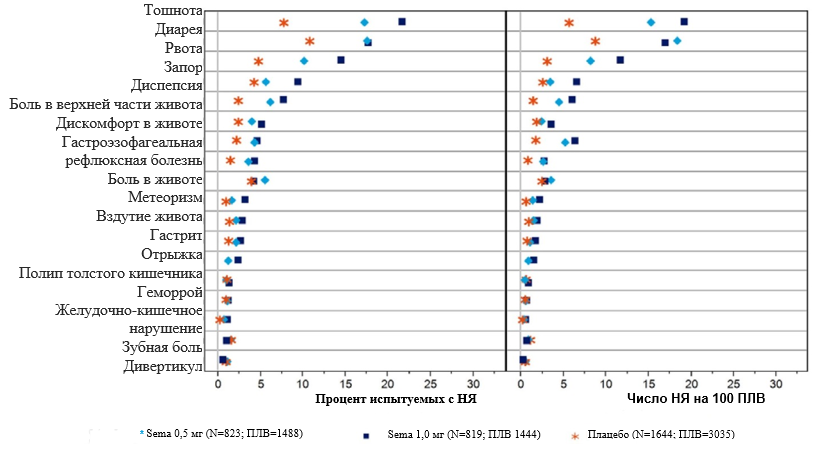 Тошнота
Диарея
Рвота
Запор
Диспепсия
Боль в верхней части живота
Дискомфорт в животе
Гастроэзофагеальная
рефлюксная болезнь
Боль в животе
Метеоризм
Вздутие живота
Гастрит
Отрыжка
Полип толстого кишечника
Геморрой
Желудочно-кишечное
нарушение
Зубная боль
Дивертикул
0 5 10 15 20 25 30
0 5 10 15 20 25 30
Процент испытуемых с НЯ
Число НЯ на 100 ПЛВ
Sema 0,5 мг (N=823; ПЛВ=1488)
Sema 1,0 мг (N=819; ПЛВ 1444)
Плацебо (N=1644; ПЛВ=3035)